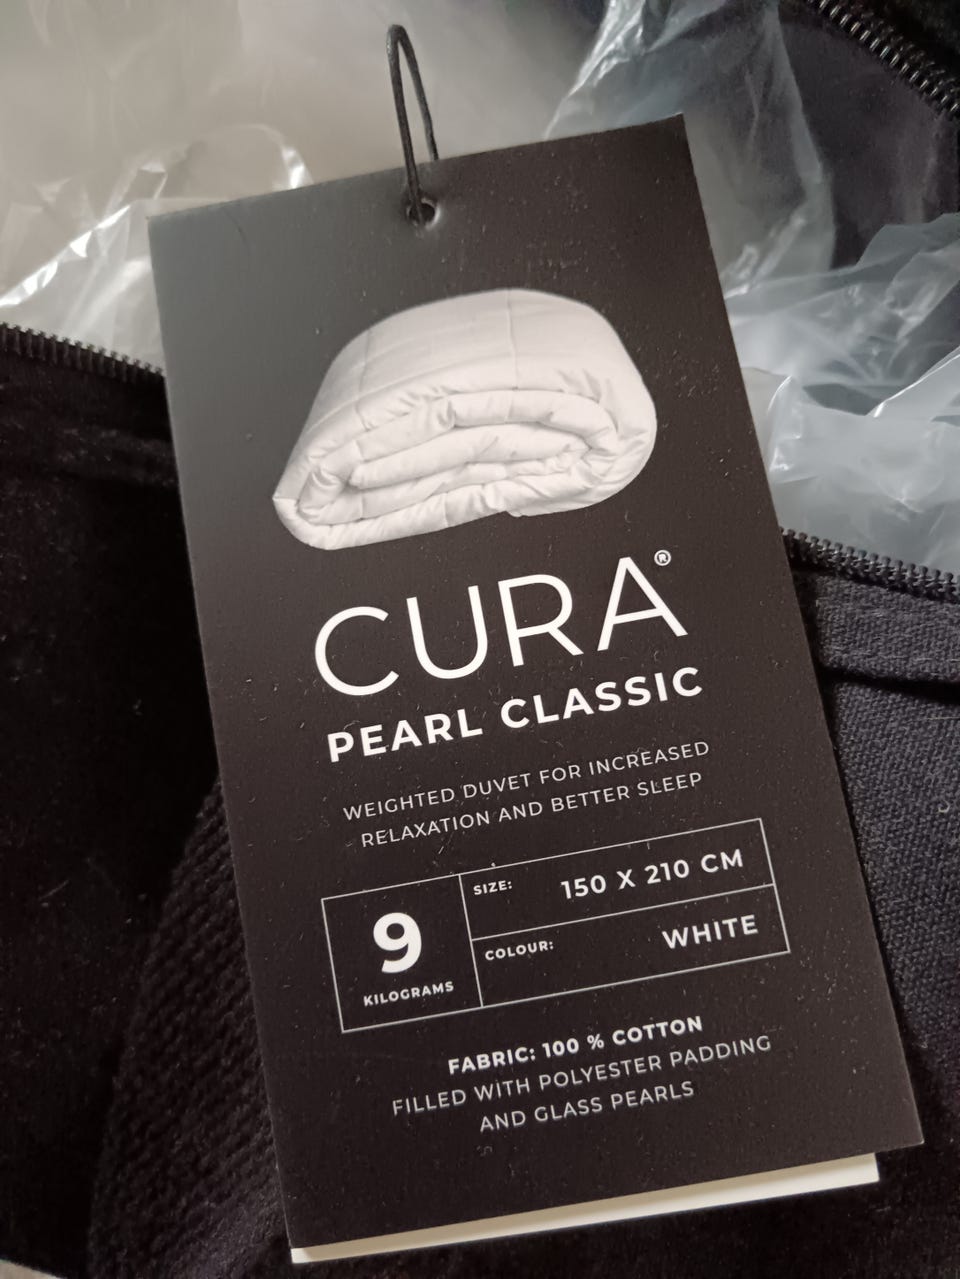 CURA®
PEARL CLASSIC
WEIGHTED DUVET FOR INCREASED
RELAXATION AND BETTER SLEEP
9
KILOGRAMS
SIZE: 150 X 210 CM
COLOUR: WHITE
FABRIC: 100 % COTTON
FILLED WITH POLYESTER PADDING
AND GLASS PEARLS